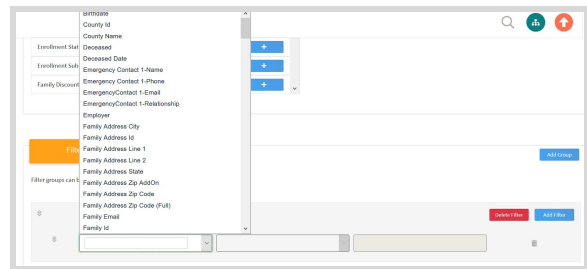 Birthdate
County Id
County Name
Deceased
Deceased Date
Emergency Contact 1-Name
Emergency Contact 1-Phone
EmergencyContact 1-Email
EmergencyContact 1-Relationship
Employer
Family Address City
Family Address Id
Family Address Line 1
Family Address Line 2
Family Address State
Family Address Zip AddOn
Family Address Zip Code
Family Address Zip Code (Full)
Family Email
Family Id
Enrollment Stat
Enrollment Sub
Family Discount
+
+
+
Filt
Add Group
Filter groups can b
Delete Filter
Add Filter